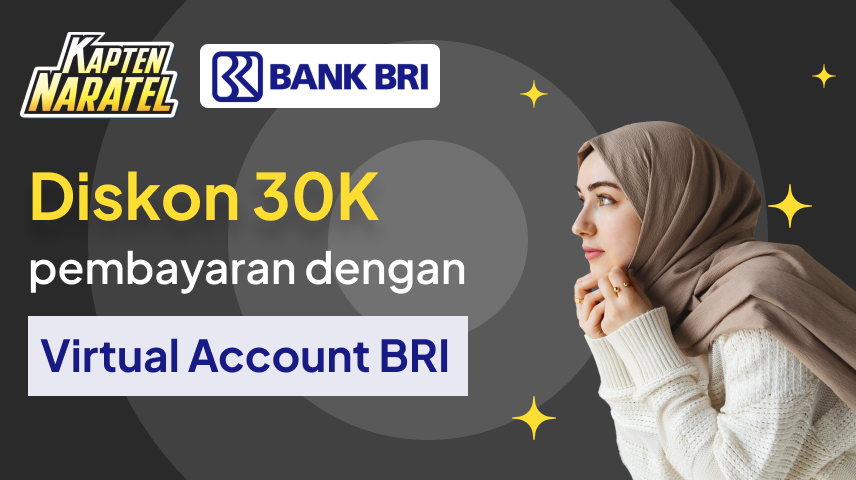 KAPTEN
NARATEL
BANK BRI
Diskon 30K
pembayaran dengan
Virtual Account BRI